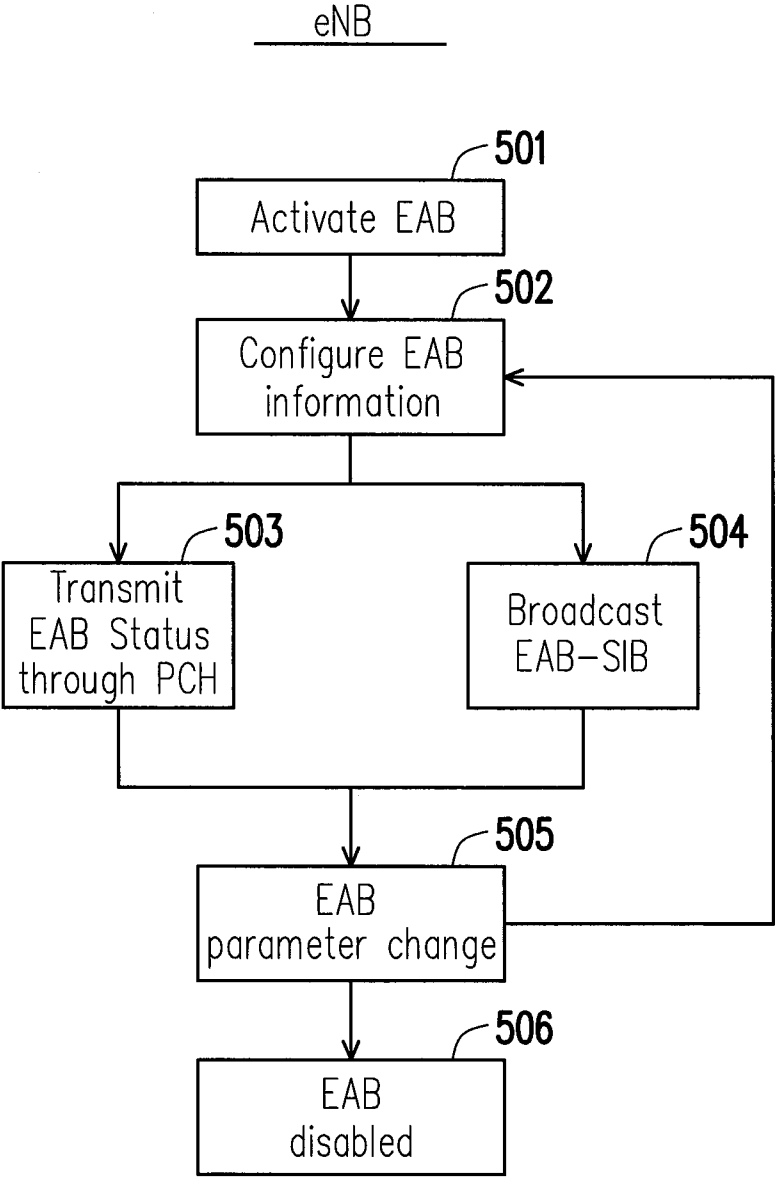 eNB
501
Activate EAB
502
Configure EAB
information
503
Transmit
EAB Status
through PCH
504
Broadcast
EAB-SIB
505
EAB
parameter change
506
EAB
disabled